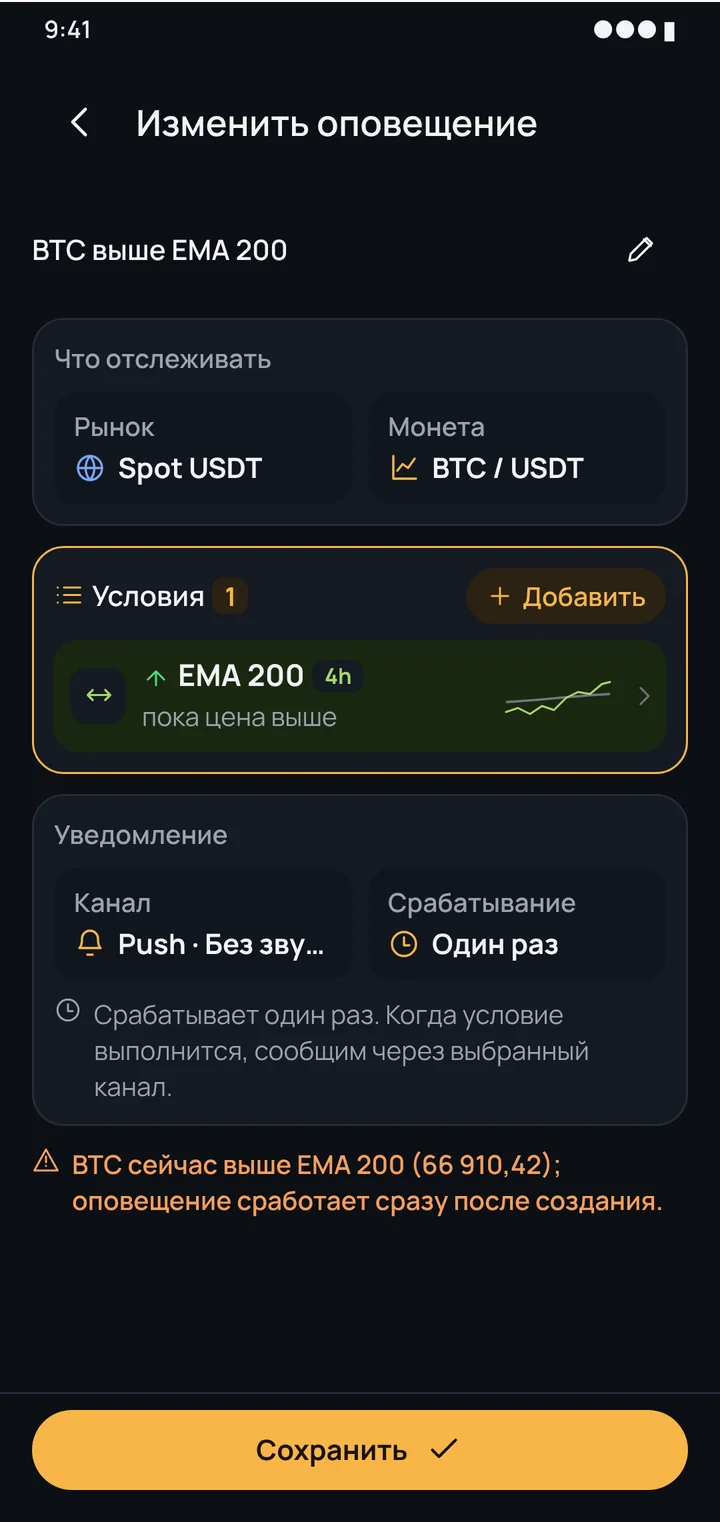 9:41
Изменить оповещение
BTC выше EMA 200
Что отслеживать
Рынок
Spot USDT
Монета
BTC / USDT
Условия 1
+ Добавить
EMA 200 4h
пока цена выше
Уведомление
Канал
Push · Без зву...
Срабатывание
Один раз
Срабатывает один раз. Когда условие
выполнится, сообщим через выбранный
канал.
BTC сейчас выше EMA 200 (66 910,42);
оповещение сработает сразу после создания.
Сохранить